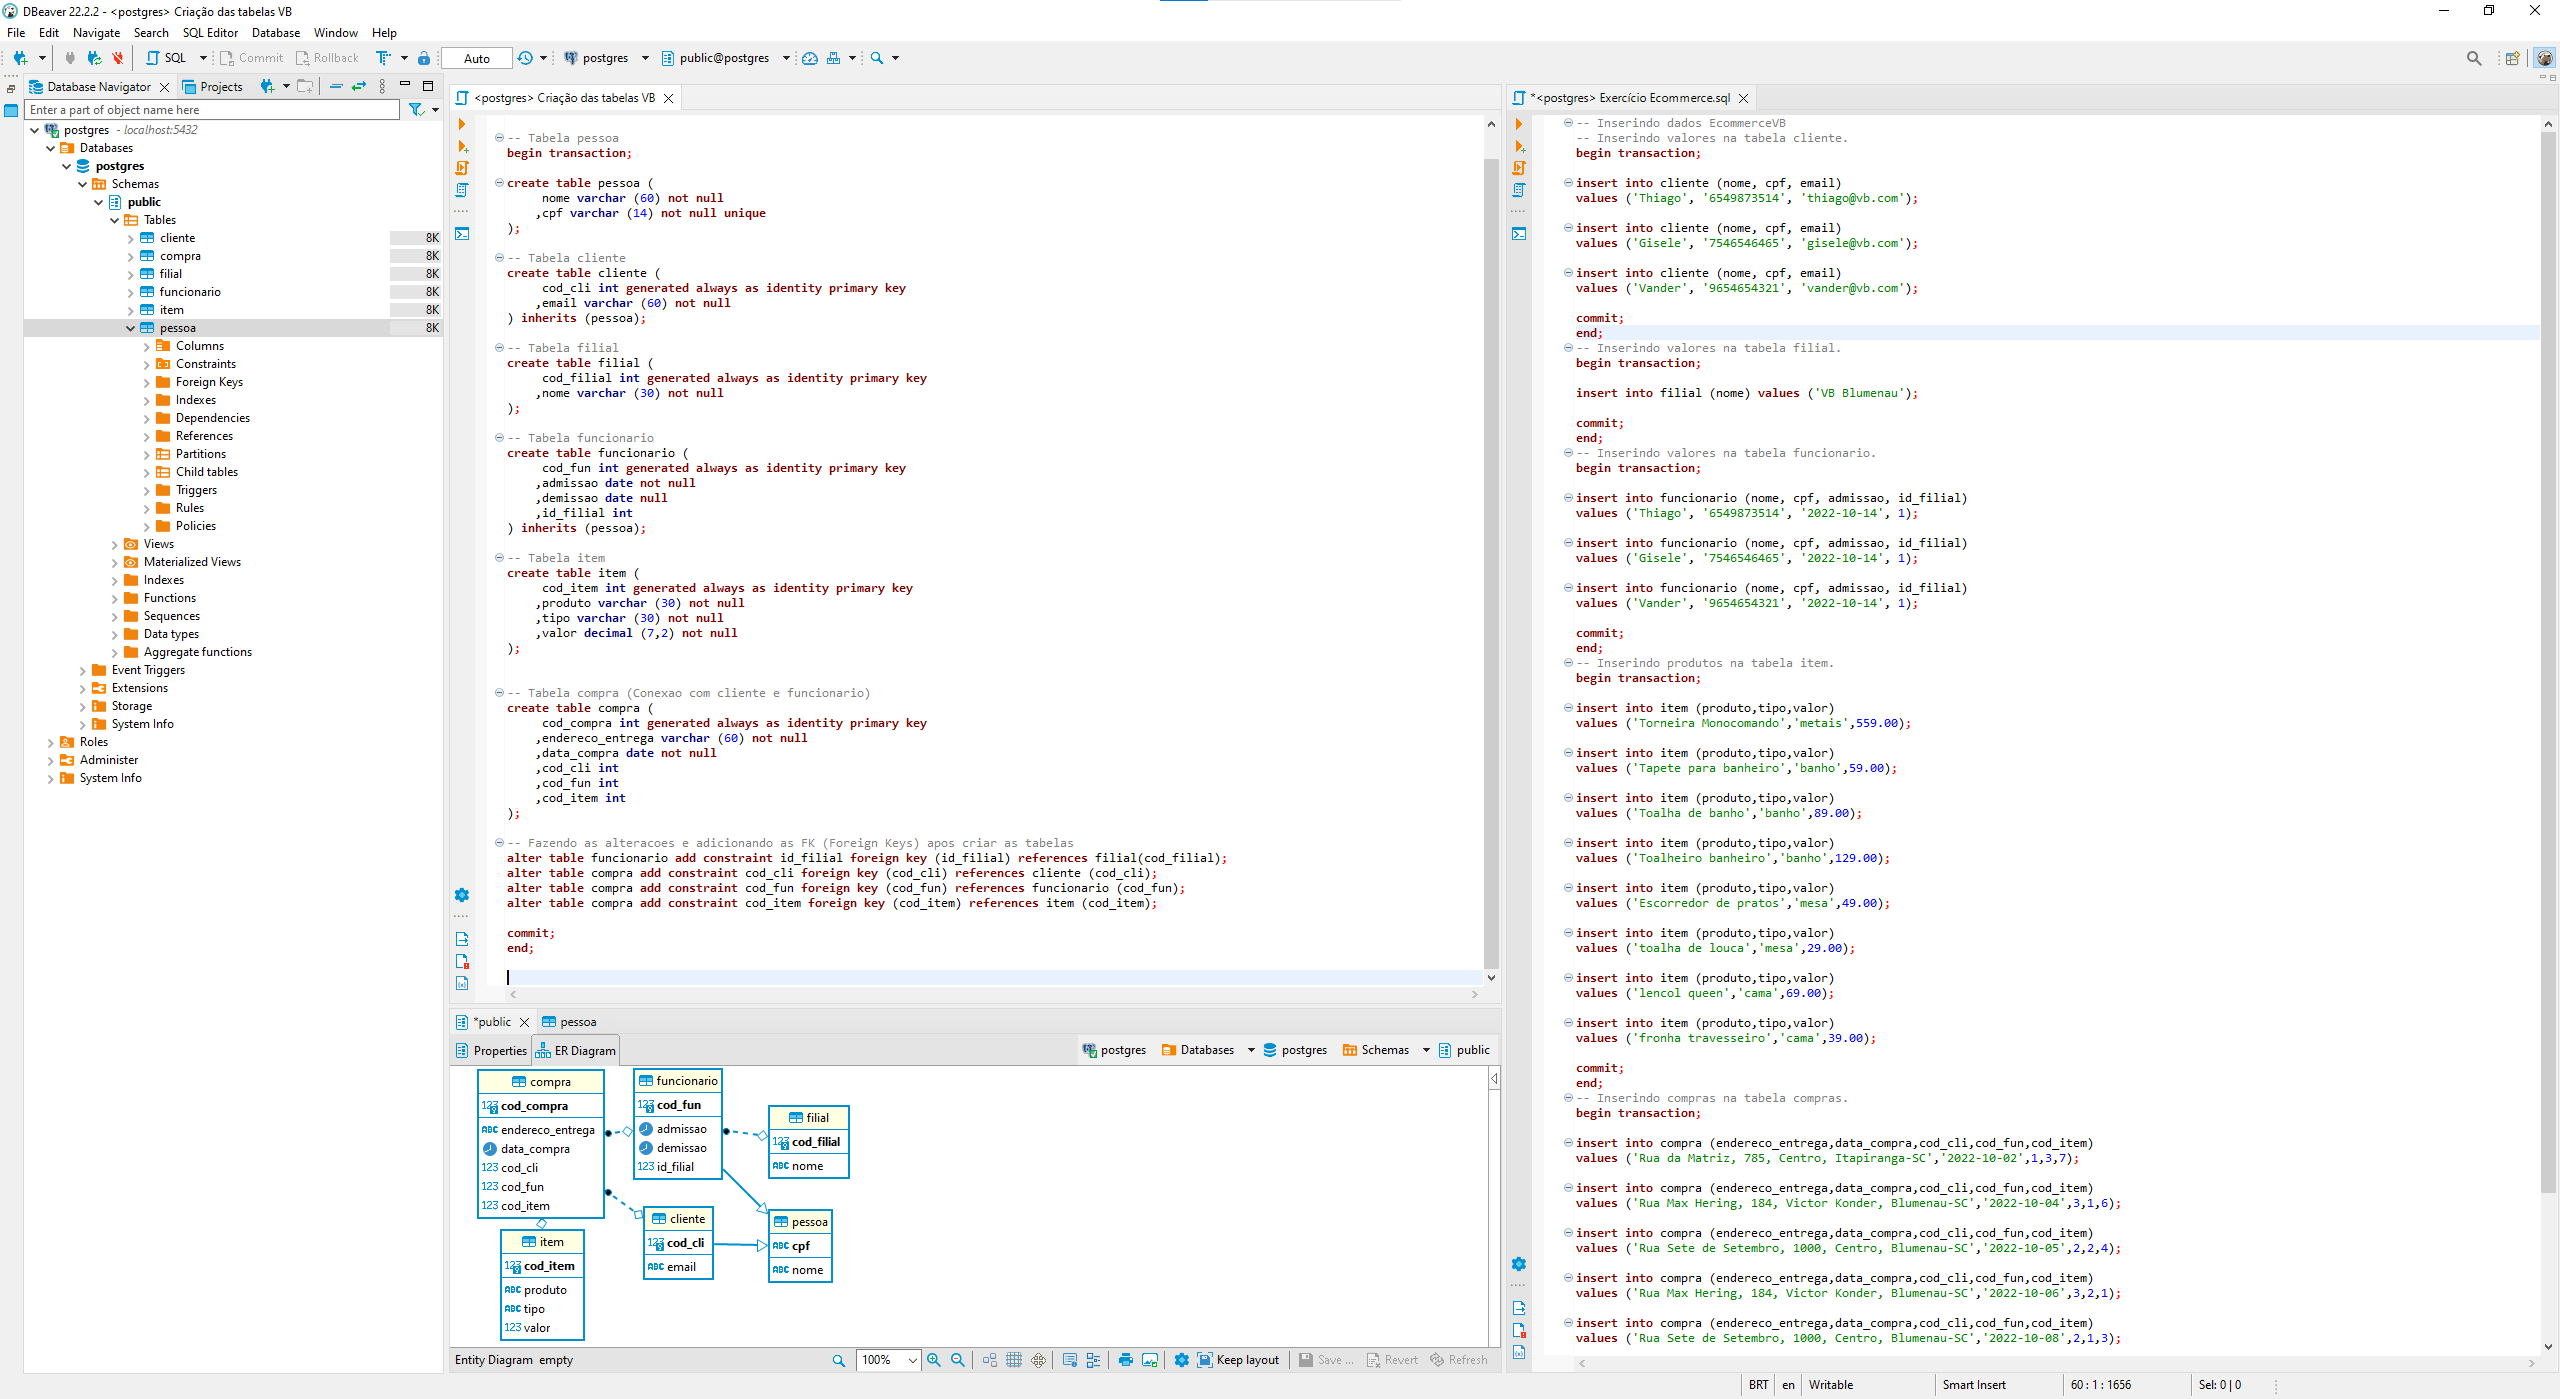 DBeaver 22.2.2 - <postgres> Criação das tabelas VB
File Edit Navigate Search SQL Editor Database Window Help
SQL Commit Rollback Auto postgres public@postgres
Database Navigator Projects
Enter a part of object name here
postgres - localhost:5432
Databases
postgres
Schemas
public
Tables
cliente 8K
compra 8K
filial 8K
funcionario 8K
item 8K
pessoa 8K
Columns
Constraints
Foreign Keys
Indexes
Dependencies
References
Partitions
Child tables
Triggers
Rules
Policies
Views
Materialized Views
Indexes
Functions
Sequences
Data types
Aggregate functions
Event Triggers
Extensions
Storage
System Info
Roles
Administer
System Info
<postgres> Criação das tabelas VB
-- Tabela pessoa
begin transaction;
create table pessoa (
nome varchar (60) not null
,cpf varchar (14) not null unique
);
-- Tabela cliente
create table cliente (
cod_cli int generated always as identity primary key
,email varchar (60) not null
) inherits (pessoa);
-- Tabela filial
create table filial (
cod_filial int generated always as identity primary key
,nome varchar (30) not null
);
-- Tabela funcionario
create table funcionario (
cod_fun int generated always as identity primary key
,admissao date not null
,demissao date null
,id_filial int
) inherits (pessoa);
-- Tabela item
create table item (
cod_item int generated always as identity primary key
,produto varchar (30) not null
,tipo varchar (30) not null
,valor decimal (7,2) not null
);
-- Tabela compra (Conexao com cliente e funcionario)
create table compra (
cod_compra int generated always as identity primary key
,endereco_entrega varchar (60) not null
,data_compra date not null
,cod_cli int
,cod_fun int
,cod_item int
);
-- Fazendo as alteracoes e adicionando as FK (Foreign Keys) apos criar as tabelas
alter table funcionario add constraint id_filial foreign key (id_filial) references filial(cod_filial);
alter table compra add constraint cod_cli foreign key (cod_cli) references cliente (cod_cli);
alter table compra add constraint cod_fun foreign key (cod_fun) references funcionario (cod_fun);
alter table compra add constraint cod_item foreign key (cod_item) references item (cod_item);
commit;
end;
*public pessoa
Properties ER Diagram postgres Databases postgres Schemas public
compra
123 cod_compra
ABC endereco_entrega
data_compra
123 cod_cli
123 cod_fun
123 cod_item
funcionario
123 cod_fun
admissao
demissao
123 id_filial
filial
123 cod_filial
ABC nome
cliente
123 cod_cli
ABC email
pessoa
ABC cpf
ABC nome
item
123 cod_item
ABC produto
ABC tipo
123 valor
Entity Diagram empty 100% Keep layout Save ... Revert Refresh
*<postgres> Exercício Ecommerce.sql
-- Inserindo dados EcommerceVB
-- Inserindo valores na tabela cliente.
begin transaction;
insert into cliente (nome, cpf, email)
values ('Thiago', '6549873514', 'thiago@vb.com');
insert into cliente (nome, cpf, email)
values ('Gisele', '7546546465', 'gisele@vb.com');
insert into cliente (nome, cpf, email)
values ('Vander', '9654654321', 'vander@vb.com');
commit;
end;
-- Inserindo valores na tabela filial.
begin transaction;
insert into filial (nome) values ('VB Blumenau');
commit;
end;
-- Inserindo valores na tabela funcionario.
begin transaction;
insert into funcionario (nome, cpf, admissao, id_filial)
values ('Thiago', '6549873514', '2022-10-14', 1);
insert into funcionario (nome, cpf, admissao, id_filial)
values ('Gisele', '7546546465', '2022-10-14', 1);
insert into funcionario (nome, cpf, admissao, id_filial)
values ('Vander', '9654654321', '2022-10-14', 1);
commit;
end;
-- Inserindo produtos na tabela item.
begin transaction;
insert into item (produto,tipo,valor)
values ('Torneira Monocomando','metais',559.00);
insert into item (produto,tipo,valor)
values ('Tapete para banheiro','banho',59.00);
insert into item (produto,tipo,valor)
values ('Toalha de banho','banho',89.00);
insert into item (produto,tipo,valor)
values ('Toalheiro banheiro','banho',129.00);
insert into item (produto,tipo,valor)
values ('Escorredor de pratos','mesa',49.00);
insert into item (produto,tipo,valor)
values ('toalha de louca','mesa',29.00);
insert into item (produto,tipo,valor)
values ('lencol queen','cama',69.00);
insert into item (produto,tipo,valor)
values ('fronha travesseiro','cama',39.00);
commit;
end;
-- Inserindo compras na tabela compras.
begin transaction;
insert into compra (endereco_entrega,data_compra,cod_cli,cod_fun,cod_item)
values ('Rua da Matriz, 785, Centro, Itapiranga-SC','2022-10-02',1,3,7);
insert into compra (endereco_entrega,data_compra,cod_cli,cod_fun,cod_item)
values ('Rua Max Hering, 184, Victor Konder, Blumenau-SC','2022-10-04',3,1,6);
insert into compra (endereco_entrega,data_compra,cod_cli,cod_fun,cod_item)
values ('Rua Sete de Setembro, 1000, Centro, Blumenau-SC','2022-10-05',2,2,4);
insert into compra (endereco_entrega,data_compra,cod_cli,cod_fun,cod_item)
values ('Rua Max Hering, 184, Victor Konder, Blumenau-SC','2022-10-06',3,2,1);
insert into compra (endereco_entrega,data_compra,cod_cli,cod_fun,cod_item)
values ('Rua Sete de Setembro, 1000, Centro, Blumenau-SC','2022-10-08',2,1,3);
BRT en Writable Smart Insert 60 : 1 : 1656 Sel: 0 | 0